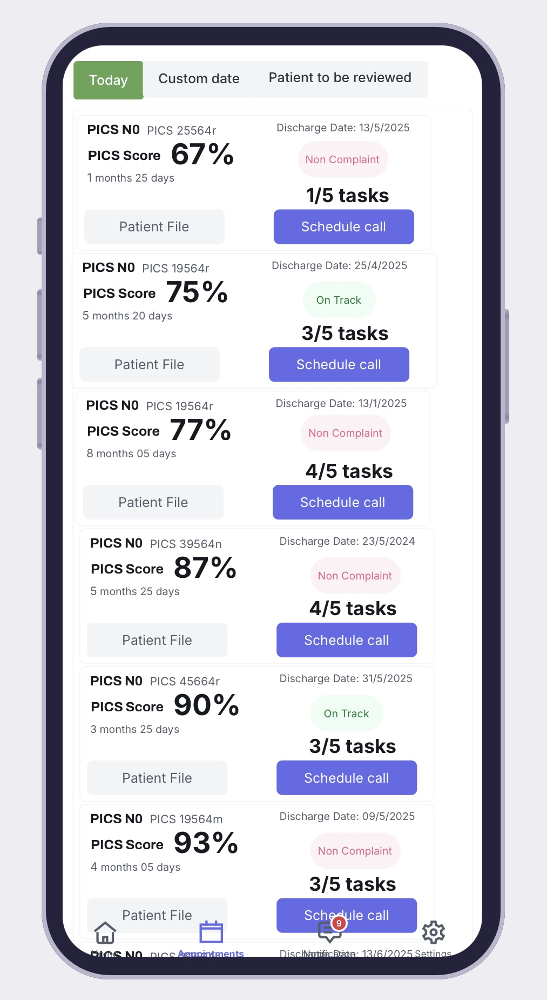 Today Custom date Patient to be reviewed
PICS N0 PICS 25564r Discharge Date: 13/5/2025
PICS Score 67% Non Complaint
1 months 25 days
1/5 tasks
Patient File Schedule call
PICS N0 PICS 19564r Discharge Date: 25/4/2025
PICS Score 75% On Track
5 months 20 days
3/5 tasks
Patient File Schedule call
PICS N0 PICS 19564r Discharge Date: 13/1/2025
PICS Score 77% Non Complaint
8 months 05 days
4/5 tasks
Patient File Schedule call
PICS N0 PICS 39564n Discharge Date: 23/5/2024
PICS Score 87% Non Complaint
5 months 25 days
4/5 tasks
Patient File Schedule call
PICS N0 PICS 45664r Discharge Date: 31/5/2025
PICS Score 90% On Track
3 months 25 days
3/5 tasks
Patient File Schedule call
PICS N0 PICS 19564m Discharge Date: 09/5/2025
PICS Score 93% Non Complaint
4 months 05 days
3/5 tasks
Patient File Schedule call
9
PICS N0 PICS Discharge Date: 13/6/2025
Home Appointments Notification Settings